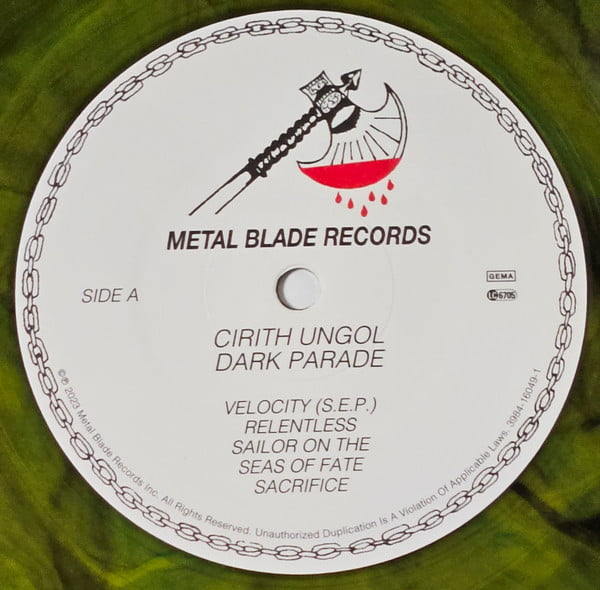 METAL BLADE RECORDS
SIDE A
GEMA
LC 6705
CIRITH UNGOL
DARK PARADE
VELOCITY (S.E.P.)
RELENTLESS
SAILOR ON THE
SEAS OF FATE
SACRIFICE
©℗ 2023 Metal Blade Records Inc. All Rights Reserved. Unauthorized Duplication Is A Violation Of Applicable Laws. 3984-16049-1